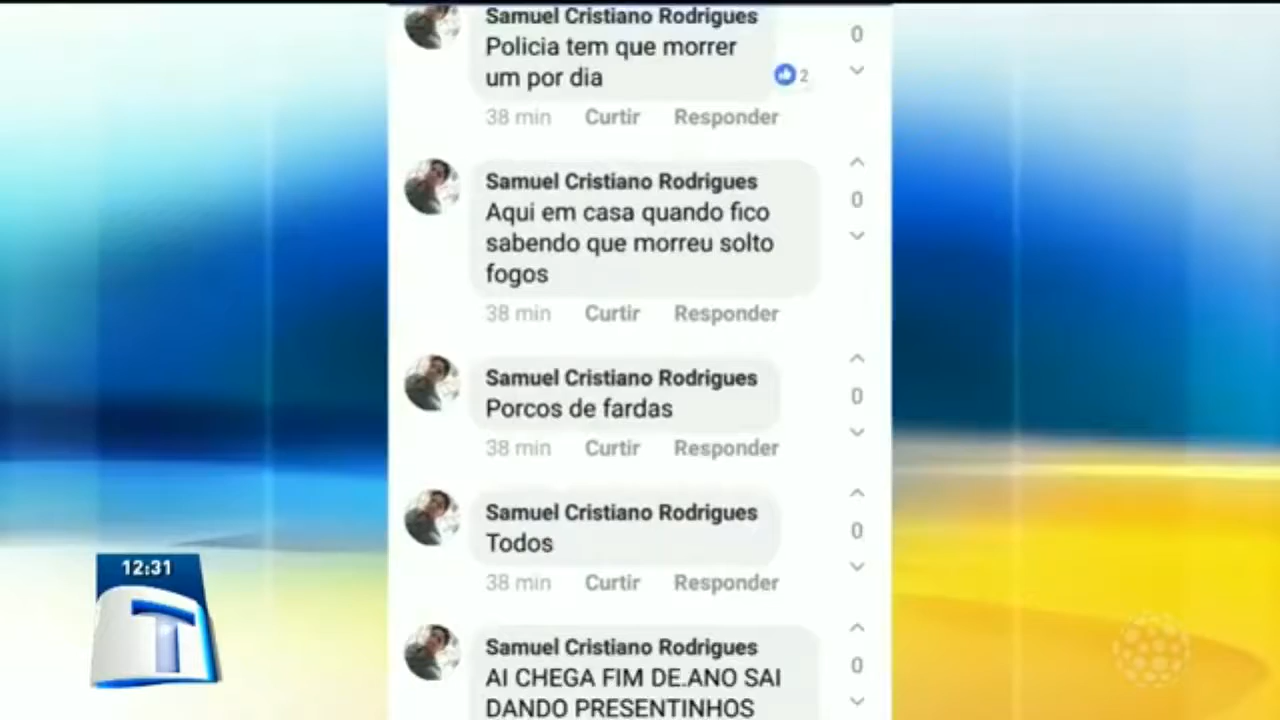 Samuel Cristiano Rodrigues
0
Policia tem que morrer
um por dia
2
38 min Curtir Responder
Samuel Cristiano Rodrigues
0
Aqui em casa quando fico
sabendo que morreu solto
fogos
38 min Curtir Responder
Samuel Cristiano Rodrigues
0
Porcos de fardas
38 min Curtir Responder
Samuel Cristiano Rodrigues
0
Todos
38 min Curtir Responder
Samuel Cristiano Rodrigues
0
AI CHEGA FIM DE.ANO SAI
DANDO PRESENTINHOS
12:31
T